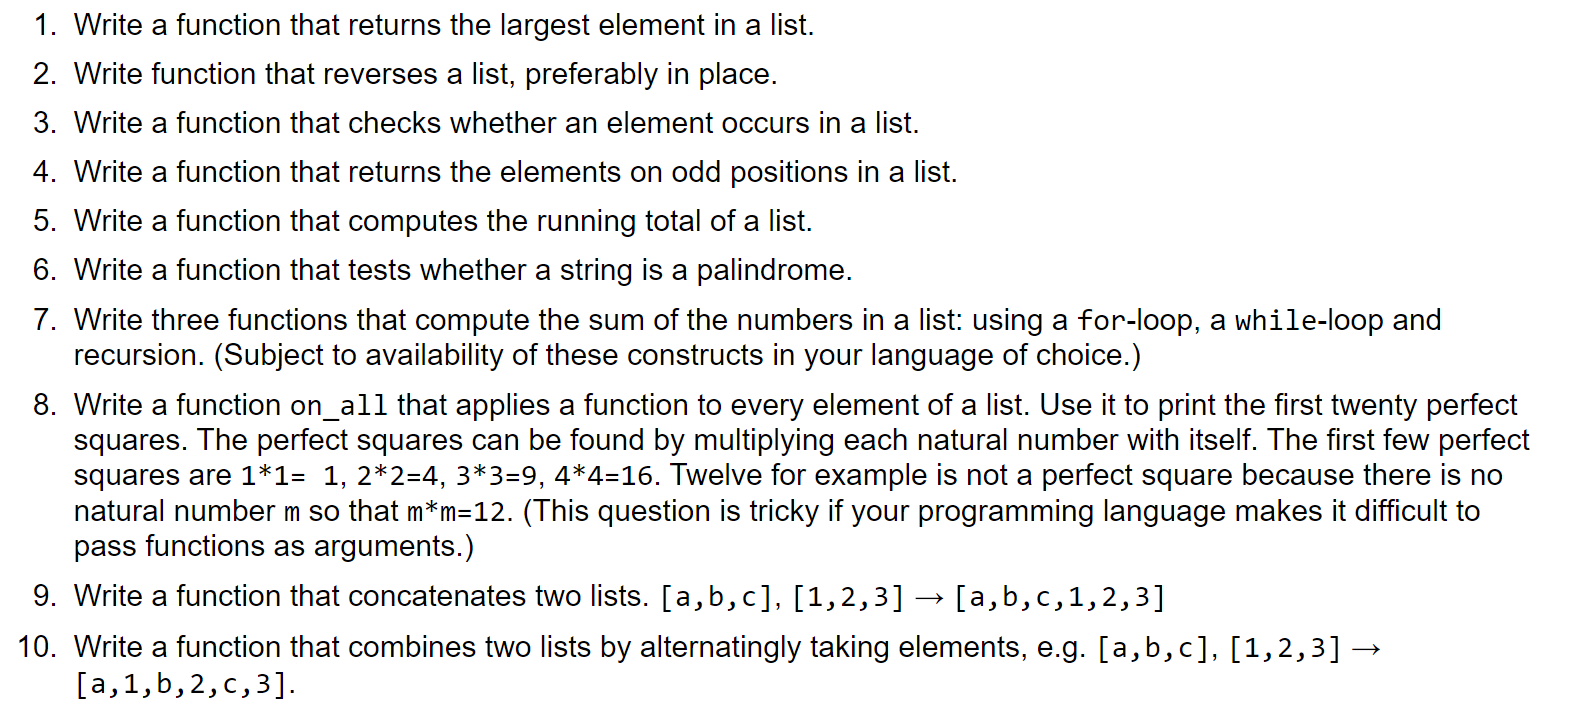 1. Write a function that returns the largest element in a list.
2. Write function that reverses a list, preferably in place.
3. Write a function that checks whether an element occurs in a list.
4. Write a function that returns the elements on odd positions in a list.
5. Write a function that computes the running total of a list.
6. Write a function that tests whether a string is a palindrome.
7. Write three functions that compute the sum of the numbers in a list: using a for-loop, a while-loop and
recursion. (Subject to availability of these constructs in your language of choice.)
8. Write a function on_all that applies a function to every element of a list. Use it to print the first twenty perfect
squares. The perfect squares can be found by multiplying each natural number with itself. The first few perfect
squares are 1*1= 1, 2*2=4, 3*3=9, 4*4=16. Twelve for example is not a perfect square because there is no
natural number m so that m*m=12. (This question is tricky if your programming language makes it difficult to
pass functions as arguments.)
9. Write a function that concatenates two lists. [a,b,c], [1,2,3] → [a,b,c,1,2,3]
10. Write a function that combines two lists by alternatingly taking elements, e.g. [a,b,c], [1,2,3] →
[a,1,b,2,c,3].